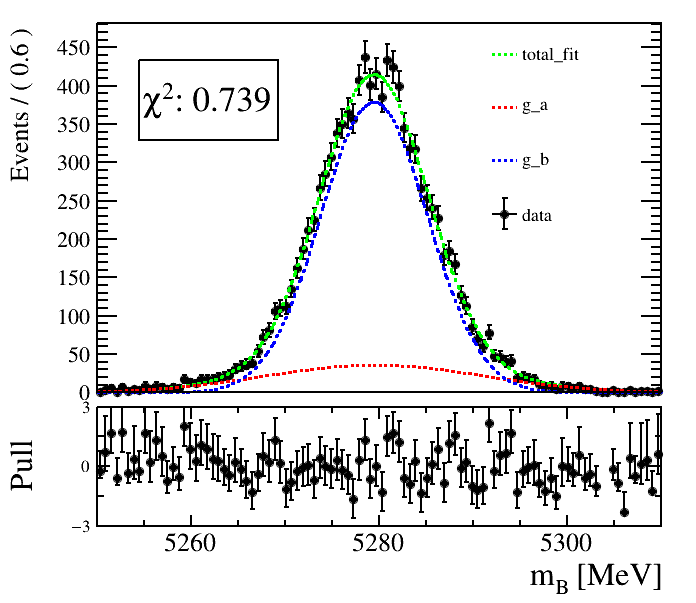 Events / ( 0.6 )
450
400
350
300
250
200
150
100
50
0
χ²: 0.739
total_fit
g_a
g_b
data
Pull
3
0
−3
5260
5280
5300
m_B [MeV]